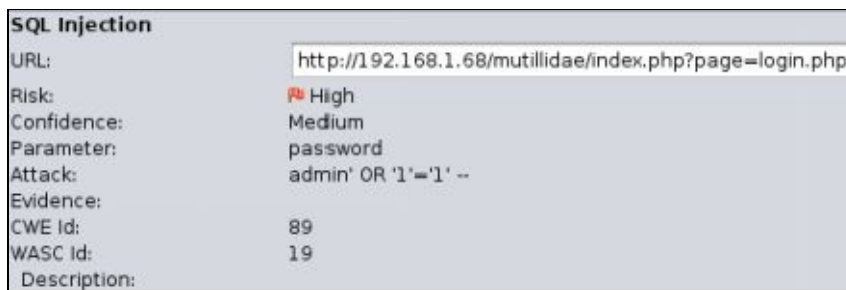 SQL Injection
URL: http://192.168.1.68/mutillidae/index.php?page=login.php
Risk: High
Confidence: Medium
Parameter: password
Attack: admin' OR '1'='1' --
Evidence:
CWE Id: 89
WASC Id: 19
Description: